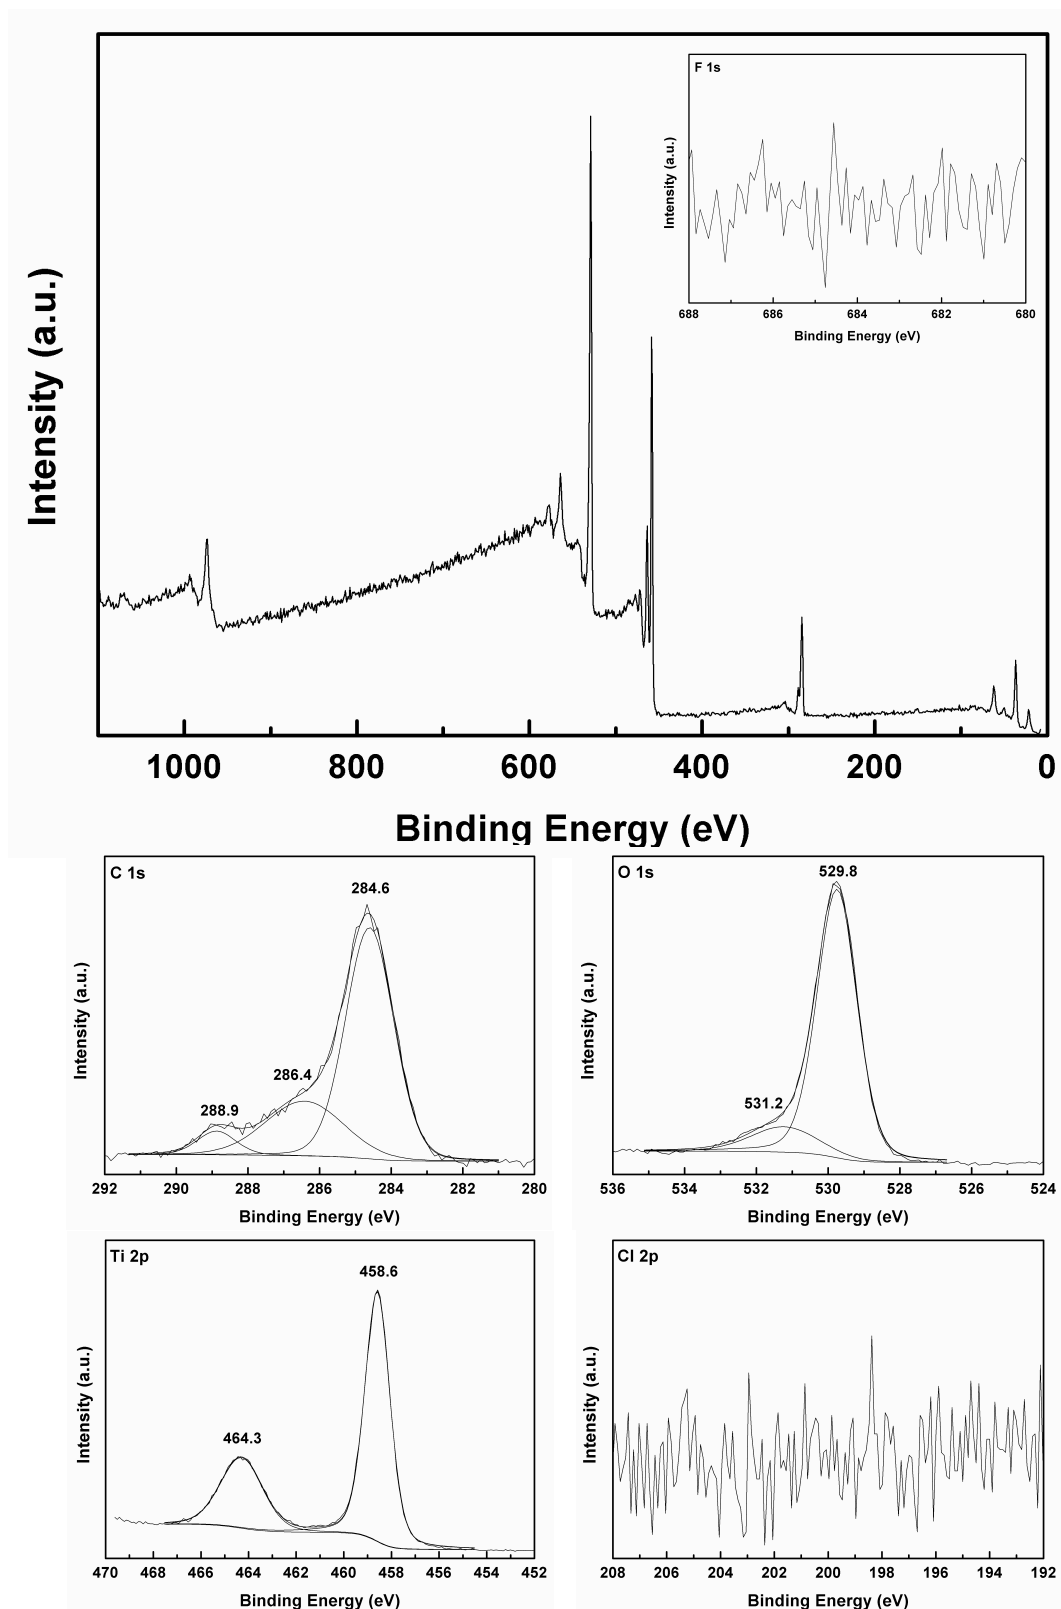 F 1s
Intensity (a.u.)
688 686 684 682 680
Binding Energy (eV)
Intensity (a.u.)
1000 800 600 400 200 0
Binding Energy (eV)
C 1s
284.6
286.4
288.9
Intensity (a.u.)
292 290 288 286 284 282 280
Binding Energy (eV)
O 1s
529.8
531.2
Intensity (a.u.)
536 534 532 530 528 526 524
Binding Energy (eV)
Ti 2p
458.6
464.3
Intensity (a.u.)
470 468 466 464 462 460 458 456 454 452
Binding Energy (eV)
Cl 2p
Intensity (a.u.)
208 206 204 202 200 198 196 194 192
Binding Energy (eV)